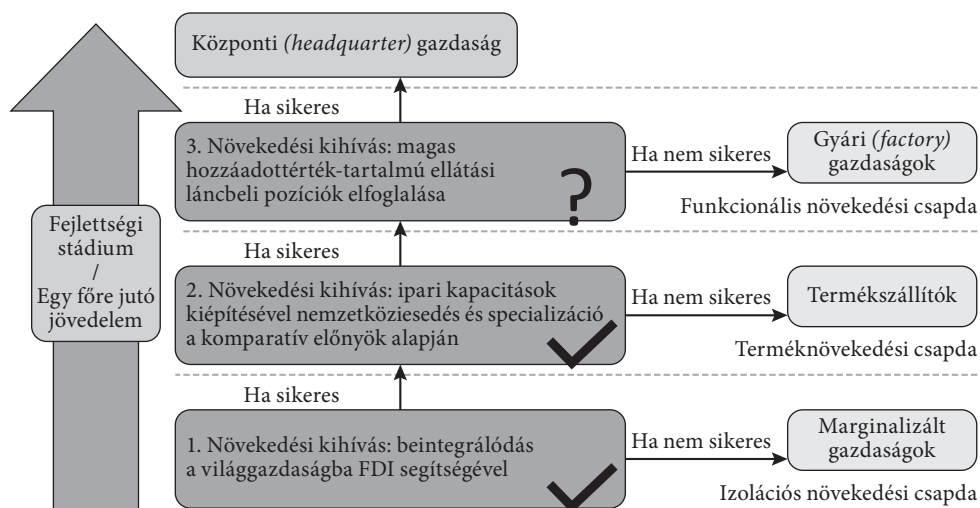 Központi (headquarter) gazdaság
Ha sikeres
3. Növekedési kihívás: magas
hozzáadottérték-tartalmú ellátási
láncbeli pozíciók elfoglalása
?
Ha nem sikeres
Gyári (factory)
gazdaságok
Funkcionális növekedési csapda
Fejlettségi
stádium
/
Egy főre jutó
jövedelem
Ha sikeres
2. Növekedési kihívás: ipari kapacitások
kiépítésével nemzetköziesedés és specializáció
a komparatív előnyök alapján
Ha nem sikeres
Termékszállítók
Terméknövekedési csapda
Ha sikeres
1. Növekedési kihívás: beintegrálódás
a világgazdaságba FDI segítségével
Ha nem sikeres
Marginalizált
gazdaságok
Izolációs növekedési csapda